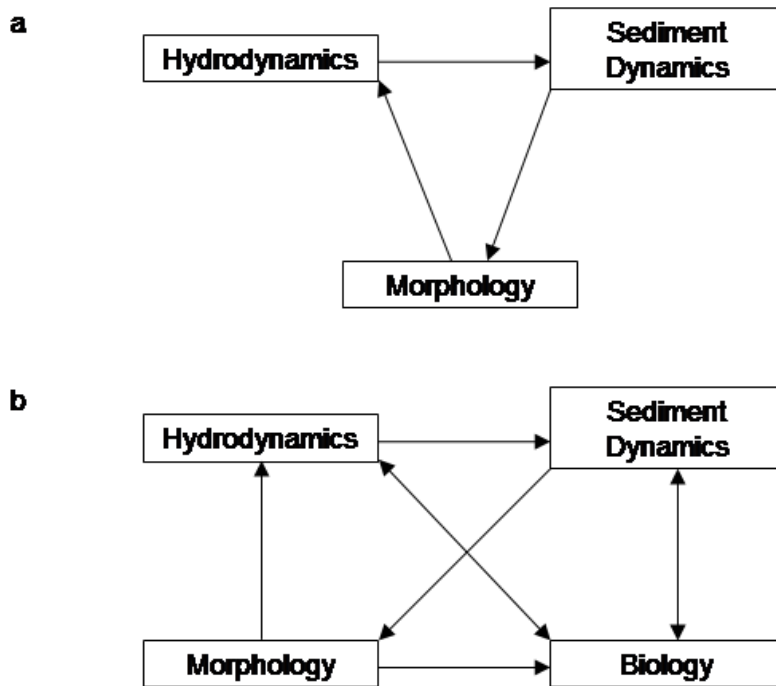 a
Hydrodynamics
Sediment
Dynamics
Morphology
b
Hydrodynamics
Sediment
Dynamics
Morphology
Biology